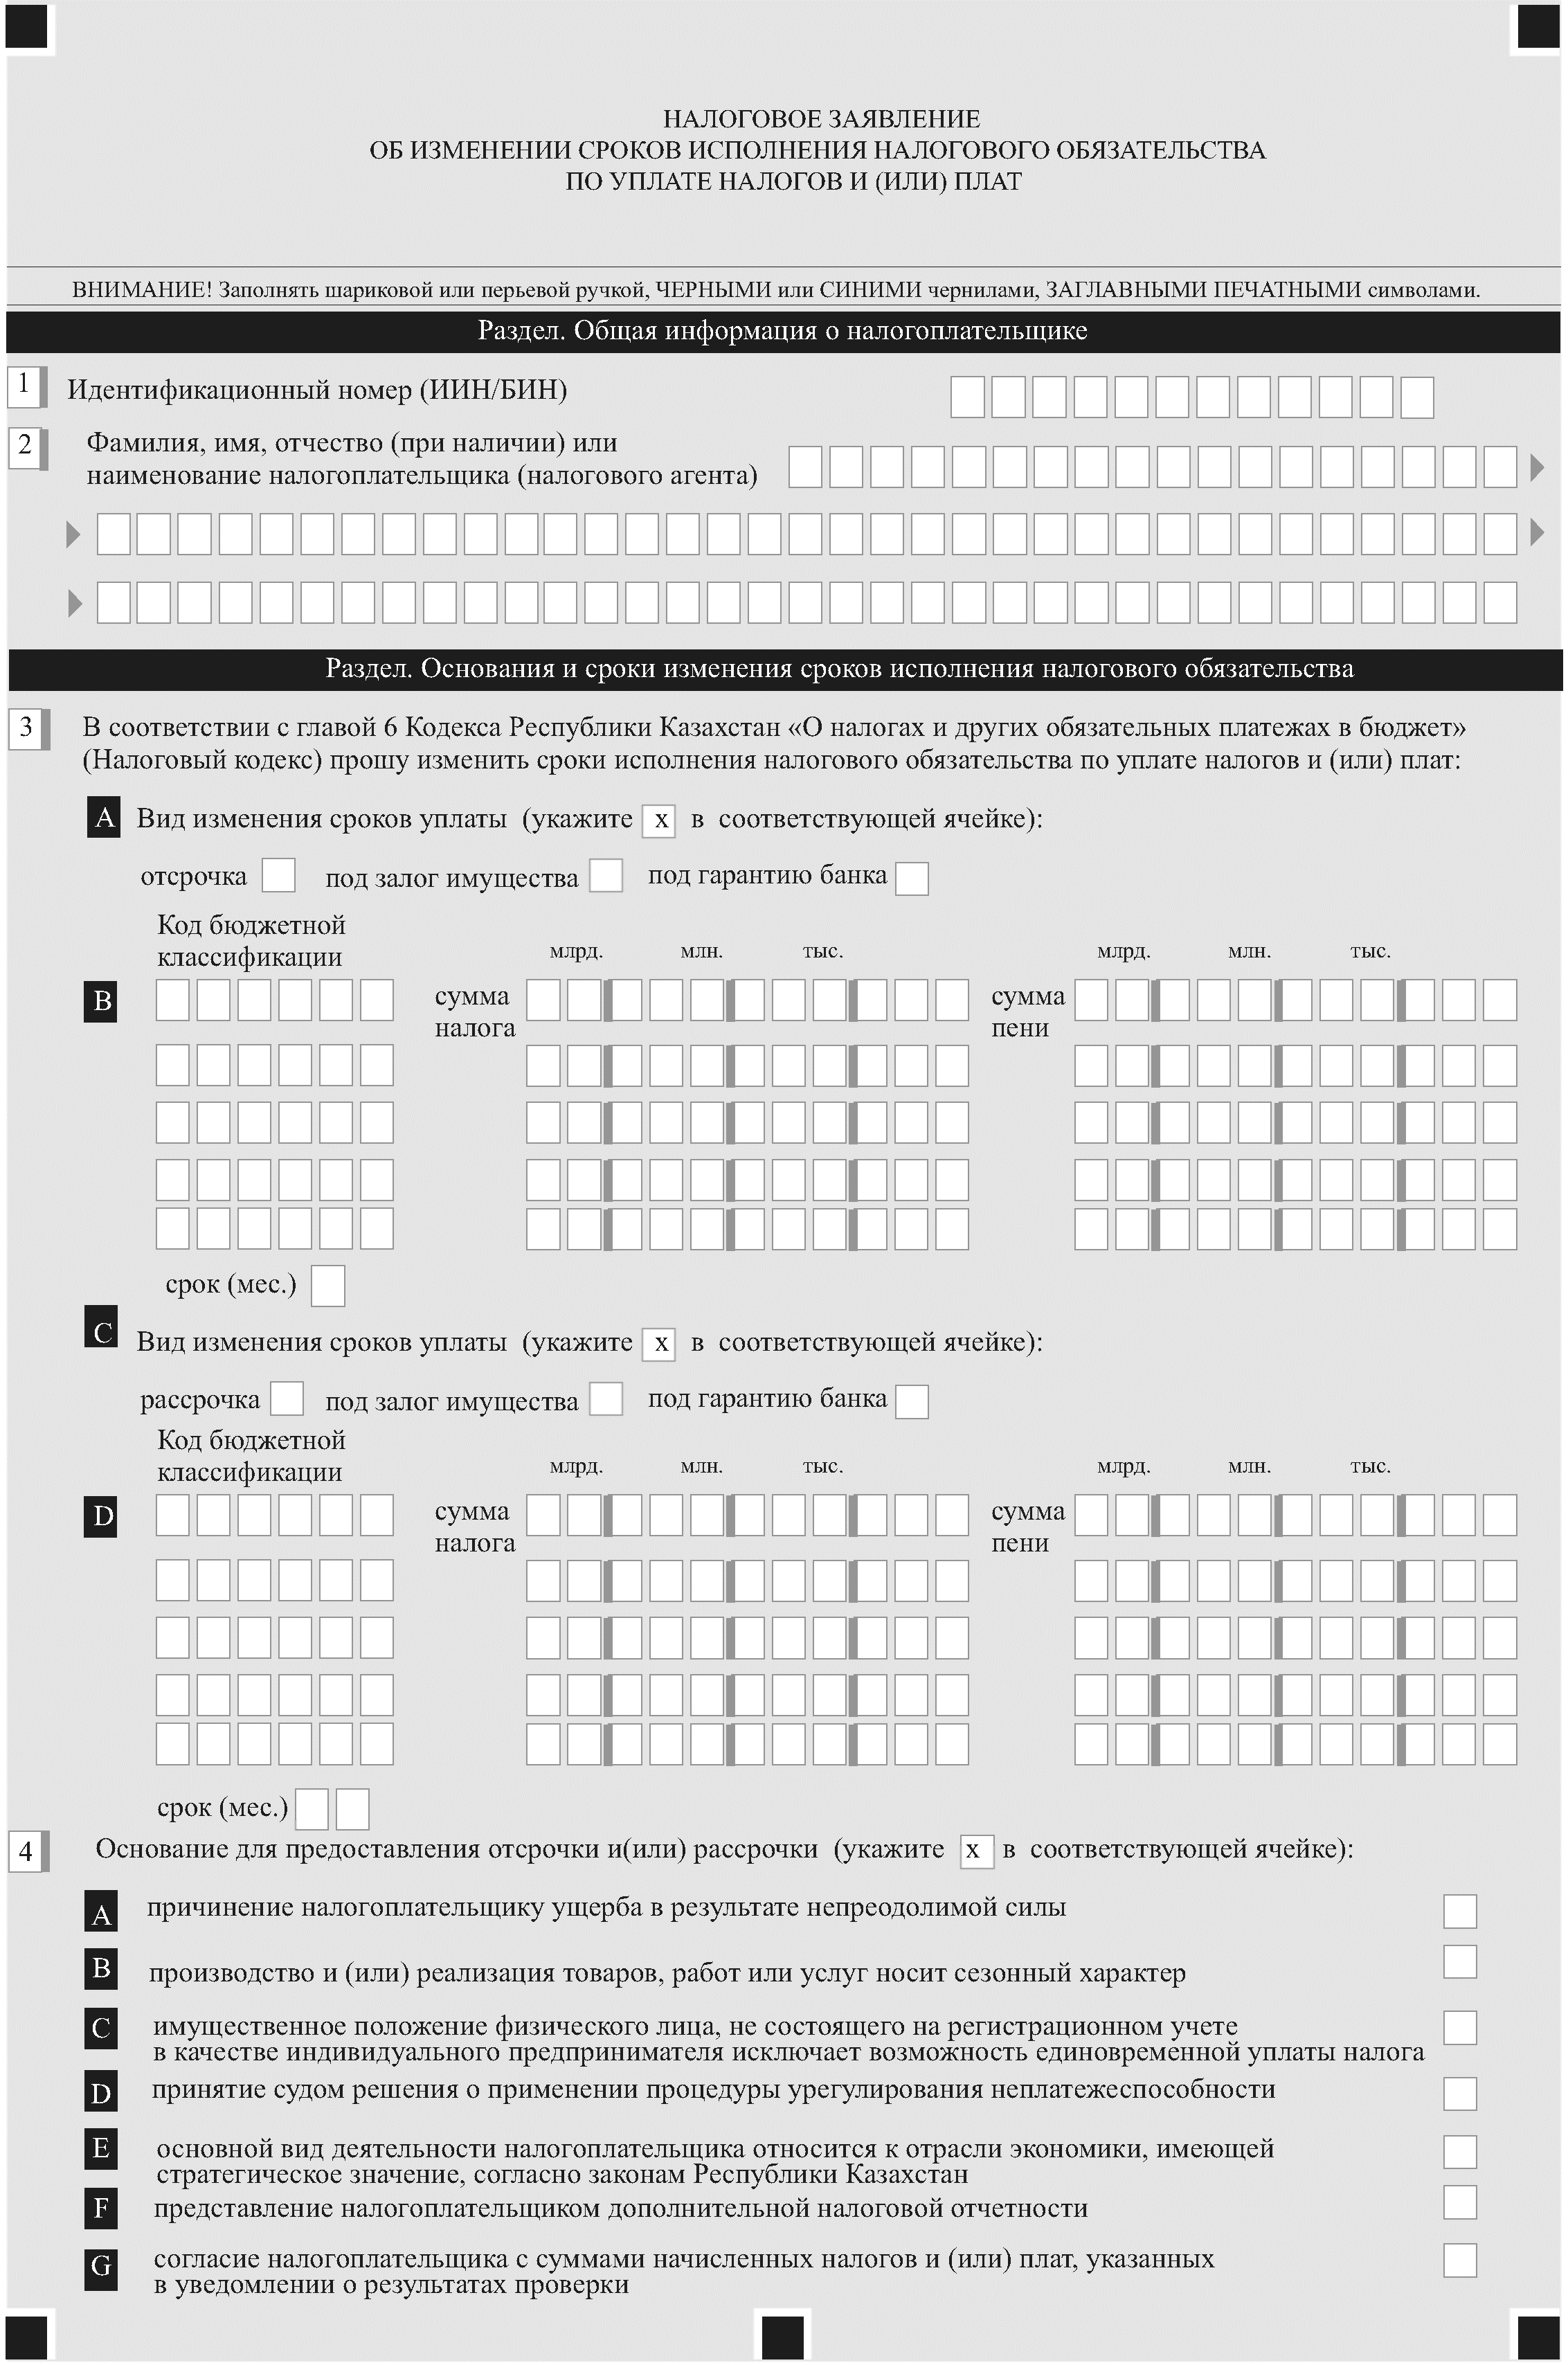 НАЛОГОВОЕ ЗАЯВЛЕНИЕ
ОБ ИЗМЕНЕНИИ СРОКОВ ИСПОЛНЕНИЯ НАЛОГОВОГО ОБЯЗАТЕЛЬСТВА
ПО УПЛАТЕ НАЛОГОВ И (ИЛИ) ПЛАТ
ВНИМАНИЕ! Заполнять шариковой или перьевой ручкой, ЧЕРНЫМИ или СИНИМИ чернилами, ЗАГЛАВНЫМИ ПЕЧАТНЫМИ символами.
Раздел. Общая информация о налогоплательщике
1 Идентификационный номер (ИИН/БИН)
2 Фамилия, имя, отчество (при наличии) или
наименование налогоплательщика (налогового агента)
Раздел. Основания и сроки изменения сроков исполнения налогового обязательства
3 В соответствии с главой 6 Кодекса Республики Казахстан «О налогах и других обязательных платежах в бюджет»
(Налоговый кодекс) прошу изменить сроки исполнения налогового обязательства по уплате налогов и (или) плат:
A Вид изменения сроков уплаты (укажите x в соответствующей ячейке):
отсрочка под залог имущества под гарантию банка
Код бюджетной
классификации млрд. млн. тыс. млрд. млн. тыс.
B сумма сумма
налога пени
срок (мес.)
C Вид изменения сроков уплаты (укажите x в соответствующей ячейке):
рассрочка под залог имущества под гарантию банка
Код бюджетной
классификации млрд. млн. тыс. млрд. млн. тыс.
D сумма сумма
налога пени
срок (мес.)
4 Основание для предоставления отсрочки и(или) рассрочки (укажите x в соответствующей ячейке):
A причинение налогоплательщику ущерба в результате непреодолимой силы
B производство и (или) реализация товаров, работ или услуг носит сезонный характер
C имущественное положение физического лица, не состоящего на регистрационном учете
в качестве индивидуального предпринимателя исключает возможность единовременной уплаты налога
D принятие судом решения о применении процедуры урегулирования неплатежеспособности
E основной вид деятельности налогоплательщика относится к отрасли экономики, имеющей
стратегическое значение, согласно законам Республики Казахстан
F представление налогоплательщиком дополнительной налоговой отчетности
G согласие налогоплательщика с суммами начисленных налогов и (или) плат, указанных
в уведомлении о результатах проверки